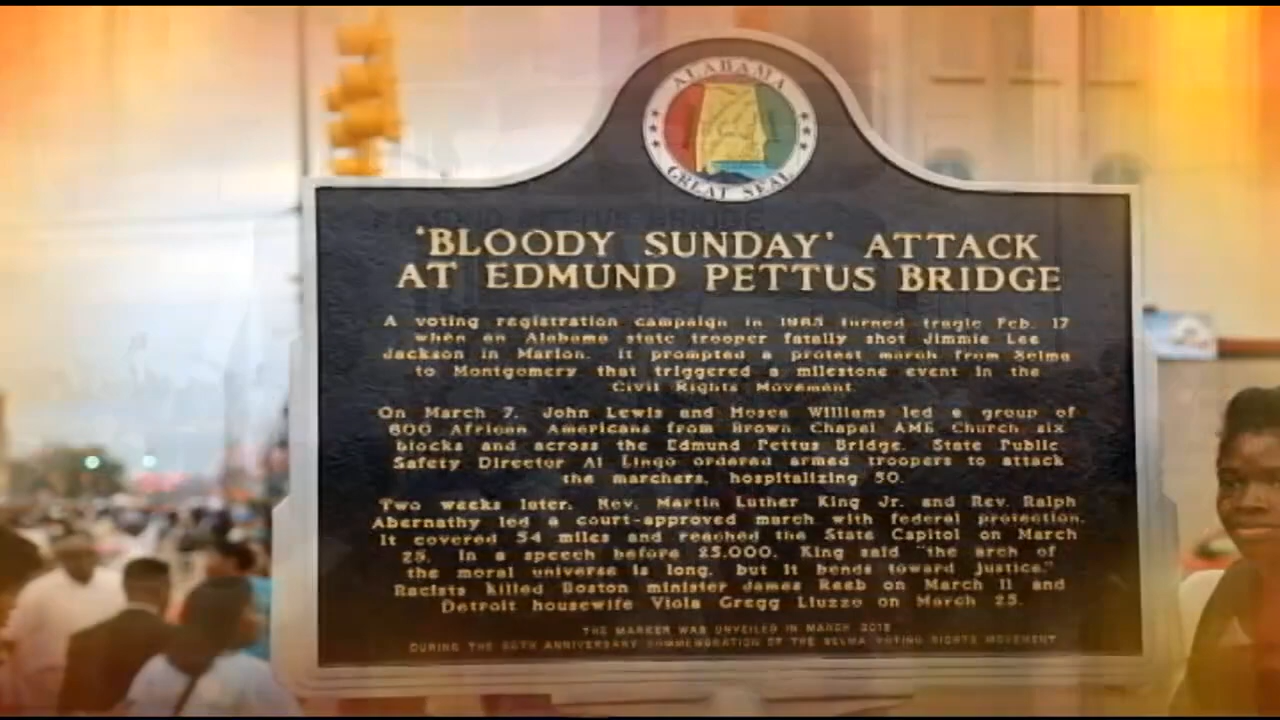 ALABAMA
GREAT SEAL
'BLOODY SUNDAY' ATTACK
AT EDMUND PETTUS BRIDGE
A voting registration campaign in 1965 turned tragic Feb. 17
when an Alabama state trooper fatally shot Jimmie Lee
Jackson in Marion. It prompted a protest march from Selma
to Montgomery that triggered a milestone event in the
Civil Rights Movement.
On March 7, John Lewis and Hosea Williams led a group of
600 African Americans from Brown Chapel AME Church six
blocks and across the Edmund Pettus Bridge. State Public
Safety Director Al Lingo ordered armed troopers to attack
the marchers, hospitalizing 50.
Two weeks later, Rev. Martin Luther King Jr. and Rev. Ralph
Abernathy led a court-approved march with federal protection.
It covered 54 miles and reached the State Capitol on March
25. In a speech before 25,000, King said "the arch of
the moral universe is long, but it bends toward justice."
Racists killed Boston minister James Reeb on March 11 and
Detroit housewife Viola Gregg Liuzzo on March 25.
THE MARKER WAS UNVEILED IN MARCH
DURING THE 50TH ANNIVERSARY COMMEMORATION OF THE SELMA VOTING RIGHTS MOVEMENT